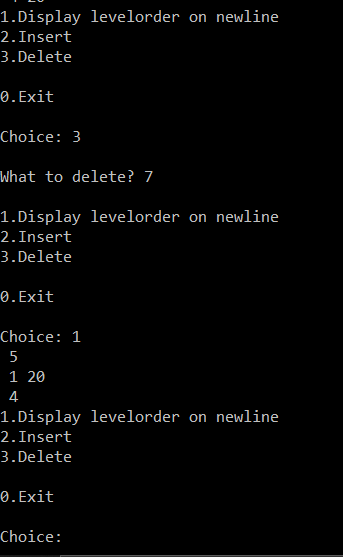 1.Display levelorder on newline
2.Insert
3.Delete
0.Exit
Choice: 3
What to delete? 7
1.Display levelorder on newline
2.Insert
3.Delete
0.Exit
Choice: 1
5
1 20
4
1.Display levelorder on newline
2.Insert
3.Delete
0.Exit
Choice: